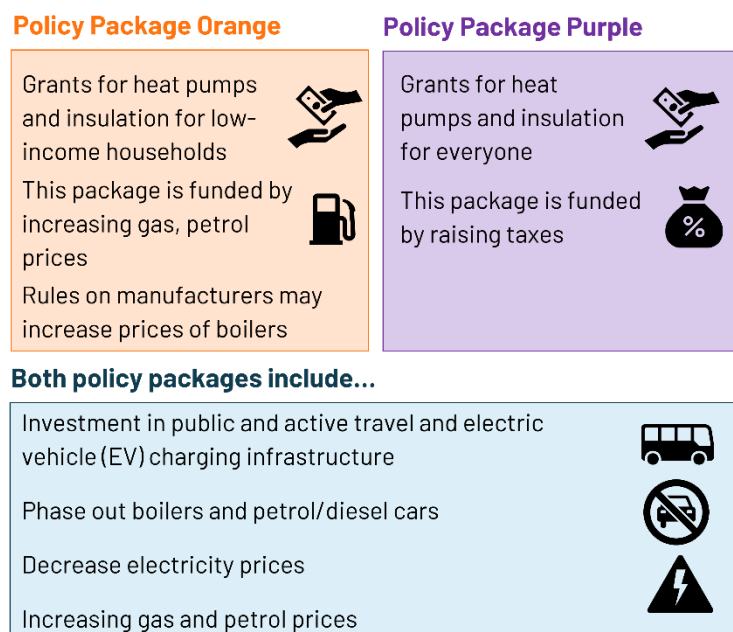 Policy Package Orange
Grants for heat pumps
and insulation for low-
income households
This package is funded by
increasing gas, petrol
prices
Rules on manufacturers may
increase prices of boilers
Policy Package Purple
Grants for heat
pumps and insulation
for everyone
This package is funded
by raising taxes
%
Both policy packages include...
Investment in public and active travel and electric
vehicle (EV) charging infrastructure
Phase out boilers and petrol/diesel cars
Decrease electricity prices
Increasing gas and petrol prices